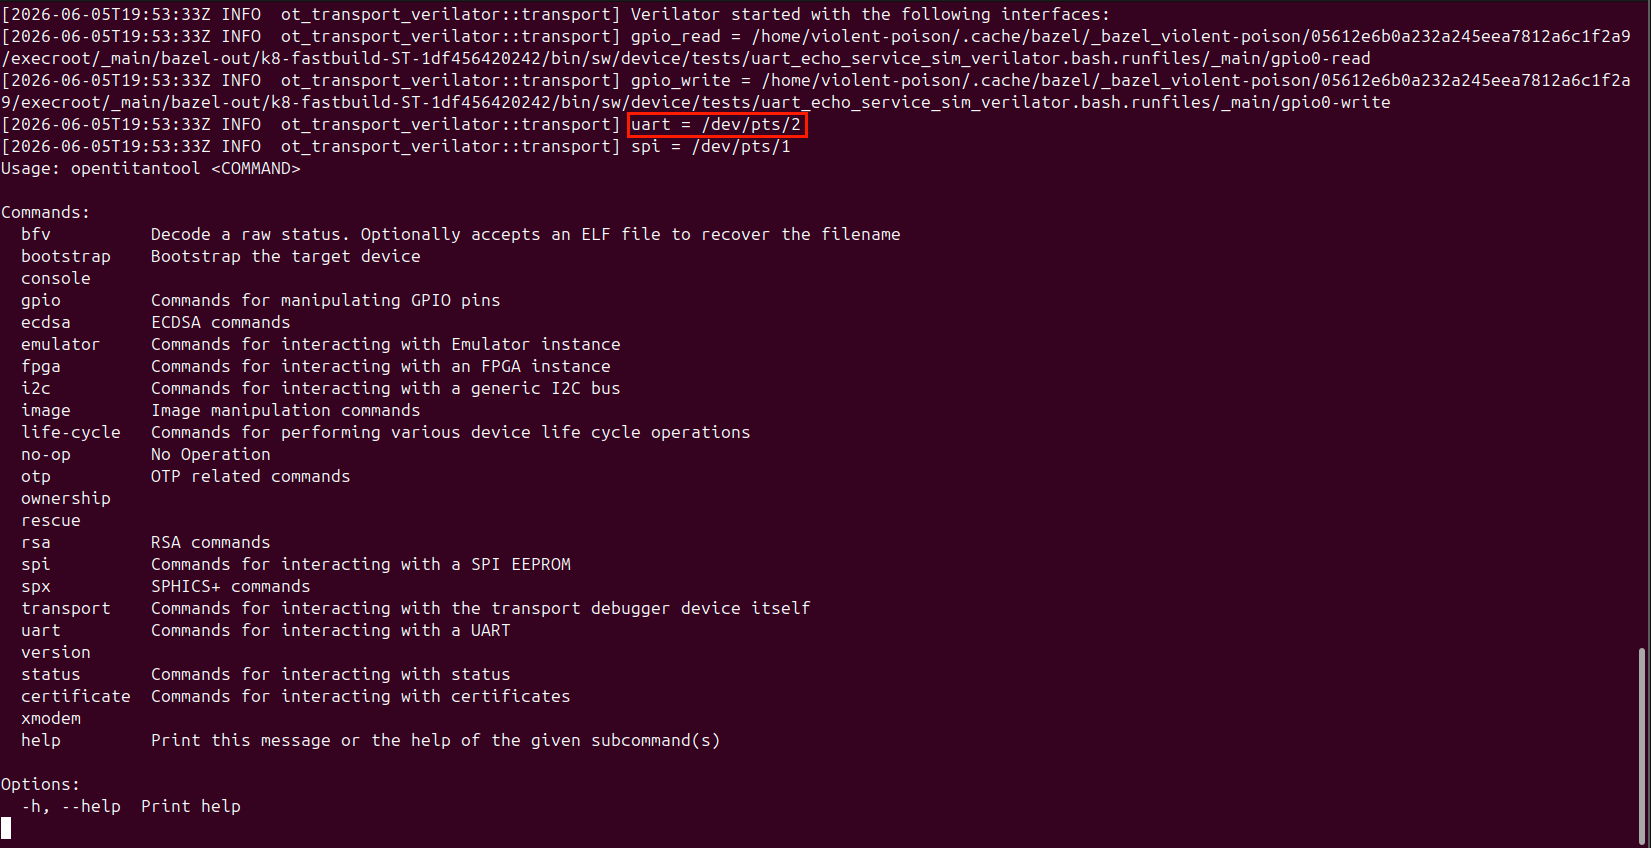 [2026-06-05T19:53:33Z INFO  ot_transport_verilator::transport] Verilator started with the following interfaces:
[2026-06-05T19:53:33Z INFO  ot_transport_verilator::transport] gpio_read = /home/violent-poison/.cache/bazel/_bazel_violent-poison/05612e6b0a232a245eea7812a6c1f2a9
/execroot/_main/bazel-out/k8-fastbuild-ST-1df456420242/bin/sw/device/tests/uart_echo_service_sim_verilator.bash.runfiles/_main/gpio0-read
[2026-06-05T19:53:33Z INFO  ot_transport_verilator::transport] gpio_write = /home/violent-poison/.cache/bazel/_bazel_violent-poison/05612e6b0a232a245eea7812a6c1f2a
9/execroot/_main/bazel-out/k8-fastbuild-ST-1df456420242/bin/sw/device/tests/uart_echo_service_sim_verilator.bash.runfiles/_main/gpio0-write
[2026-06-05T19:53:33Z INFO  ot_transport_verilator::transport] uart = /dev/pts/2
[2026-06-05T19:53:33Z INFO  ot_transport_verilator::transport] spi = /dev/pts/1
Usage: opentitantool <COMMAND>

Commands:
  bfv          Decode a raw status. Optionally accepts an ELF file to recover the filename
  bootstrap    Bootstrap the target device
  console
  gpio         Commands for manipulating GPIO pins
  ecdsa        ECDSA commands
  emulator     Commands for interacting with Emulator instance
  fpga         Commands for interacting with an FPGA instance
  i2c          Commands for interacting with a generic I2C bus
  image        Image manipulation commands
  life-cycle   Commands for performing various device life cycle operations
  no-op        No Operation
  otp          OTP related commands
  ownership
  rescue
  rsa          RSA commands
  spi          Commands for interacting with a SPI EEPROM
  spx          SPHICS+ commands
  transport    Commands for interacting with the transport debugger device itself
  uart         Commands for interacting with a UART
  version
  status       Commands for interacting with status
  certificate  Commands for interacting with certificates
  xmodem
  help         Print this message or the help of the given subcommand(s)

Options:
  -h, --help  Print help